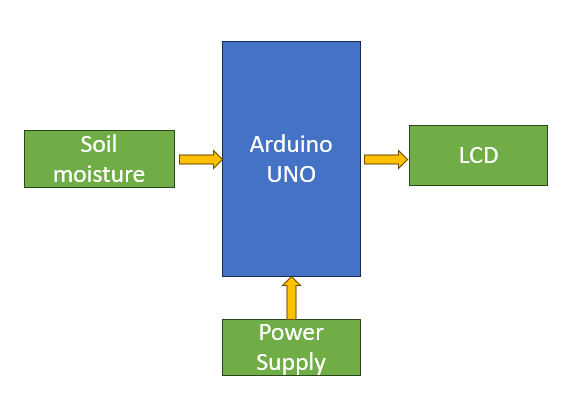 Soil
moisture
Arduino
UNO
LCD
Power
Supply